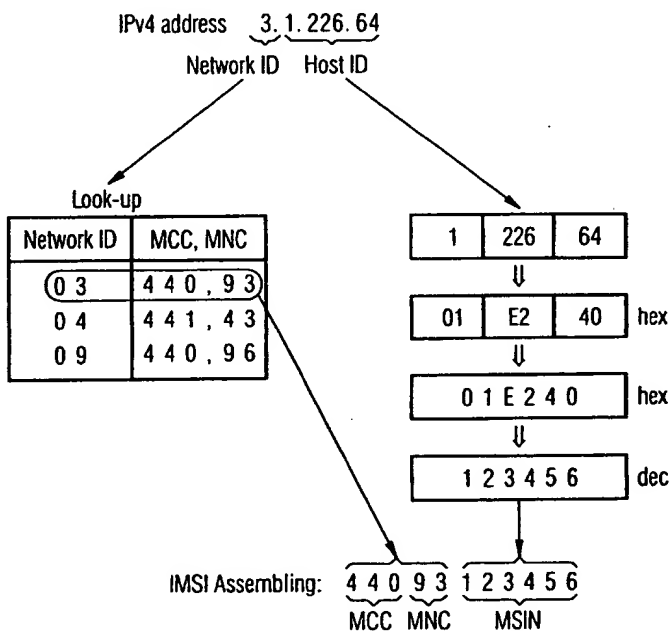 IPv4 address 3.1.226.64
Network ID Host ID
Look-up
Network ID MCC, MNC
0 3 4 4 0 , 9 3
0 4 4 4 1 , 4 3
0 9 4 4 0 , 9 6
1 226 64
⇓
01 E2 40 hex
⇓
0 1 E 2 4 0 hex
⇓
1 2 3 4 5 6 dec
IMSI Assembling: 4 4 0 9 3 1 2 3 4 5 6
MCC MNC MSIN